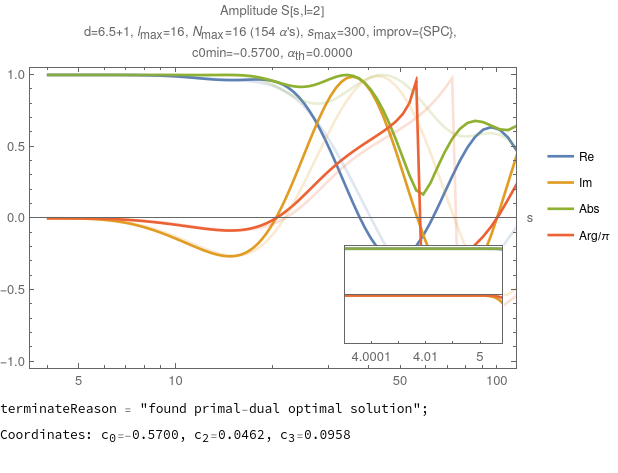 Amplitude S[s,l=2]
d=6.5+1, lmax=16, Nmax=16 (154 α's), smax=300, improv={SPC},
c0min=-0.5700, αth=0.0000
1.0
0.5
0.0
-0.5
-1.0
s
Re
Im
Abs
Arg/π
4.0001 4.01 5
5 10 50 100
terminateReason = "found primal-dual optimal solution";
Coordinates: c0=-0.5700, c2=0.0462, c3=0.0958